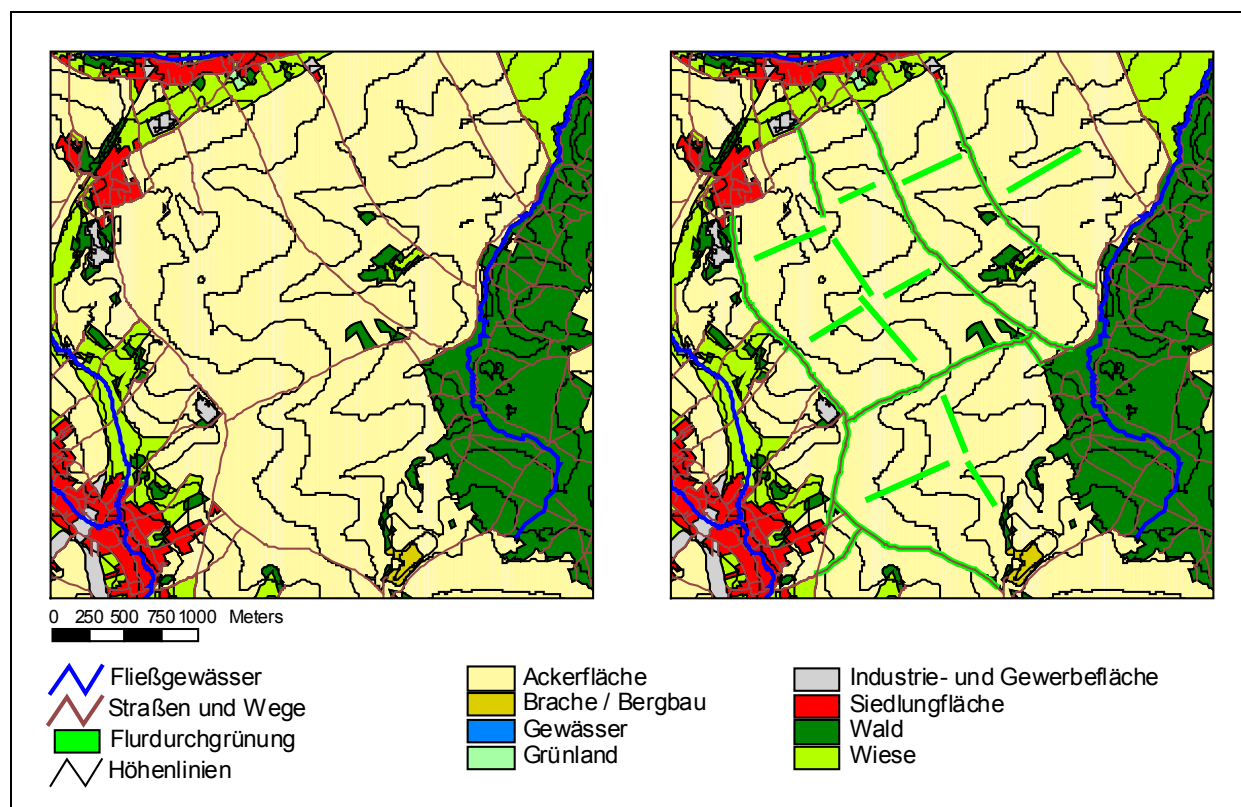 0 250 500 750 1000 Meters
Fließgewässer
Straßen und Wege
Flurdurchgrünung
Höhenlinien
Ackerfläche
Brache / Bergbau
Gewässer
Grünland
Industrie- und Gewerbefläche
Siedlungfläche
Wald
Wiese